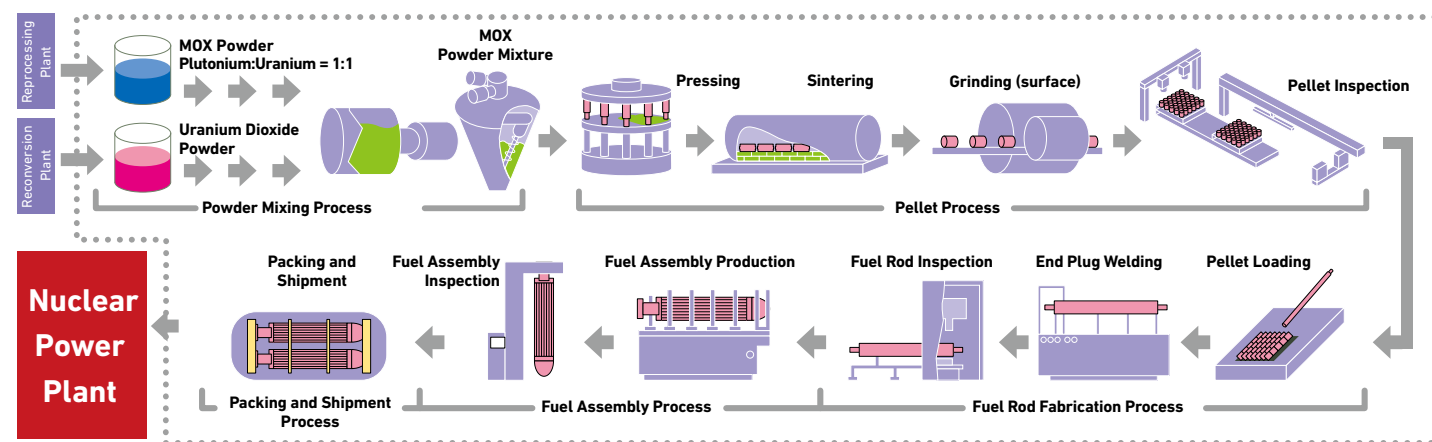 Reprocessing
Plant
MOX Powder
Plutonium:Uranium = 1:1
MOX
Powder Mixture
Pressing
Sintering
Grinding (surface)
Pellet Inspection
Reconversion
Plant
Uranium Dioxide
Powder
Powder Mixing Process
Pellet Process
Nuclear
Power
Plant
Packing and
Shipment
Fuel Assembly
Inspection
Fuel Assembly Production
Fuel Rod Inspection
End Plug Welding
Pellet Loading
Packing and Shipment
Process
Fuel Assembly Process
Fuel Rod Fabrication Process